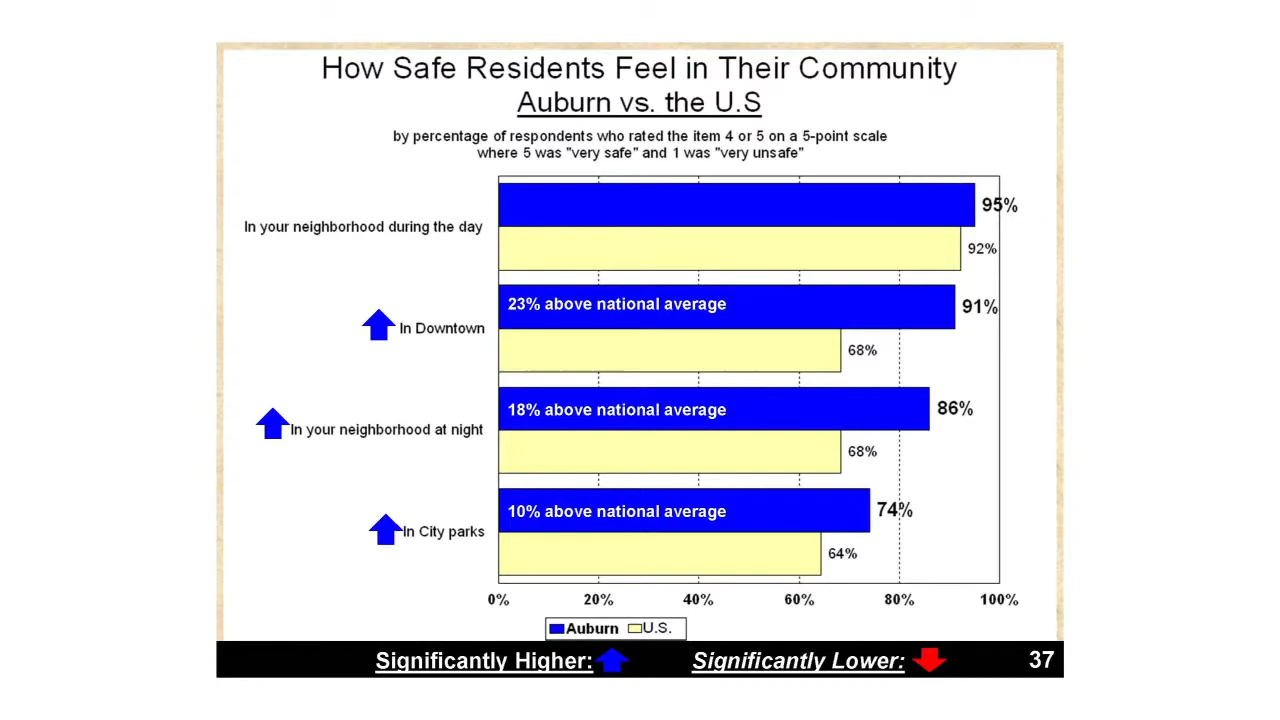 How Safe Residents Feel in Their Community
Auburn vs. the U.S
by percentage of respondents who rated the item 4 or 5 on a 5-point scale
where 5 was "very safe" and 1 was "very unsafe"
In your neighborhood during the day
95%
92%
In Downtown
23% above national average
91%
68%
In your neighborhood at night
18% above national average
86%
68%
In City parks
10% above national average
74%
64%
0% 20% 40% 60% 80% 100%
Auburn U.S.
Significantly Higher: Significantly Lower: 37